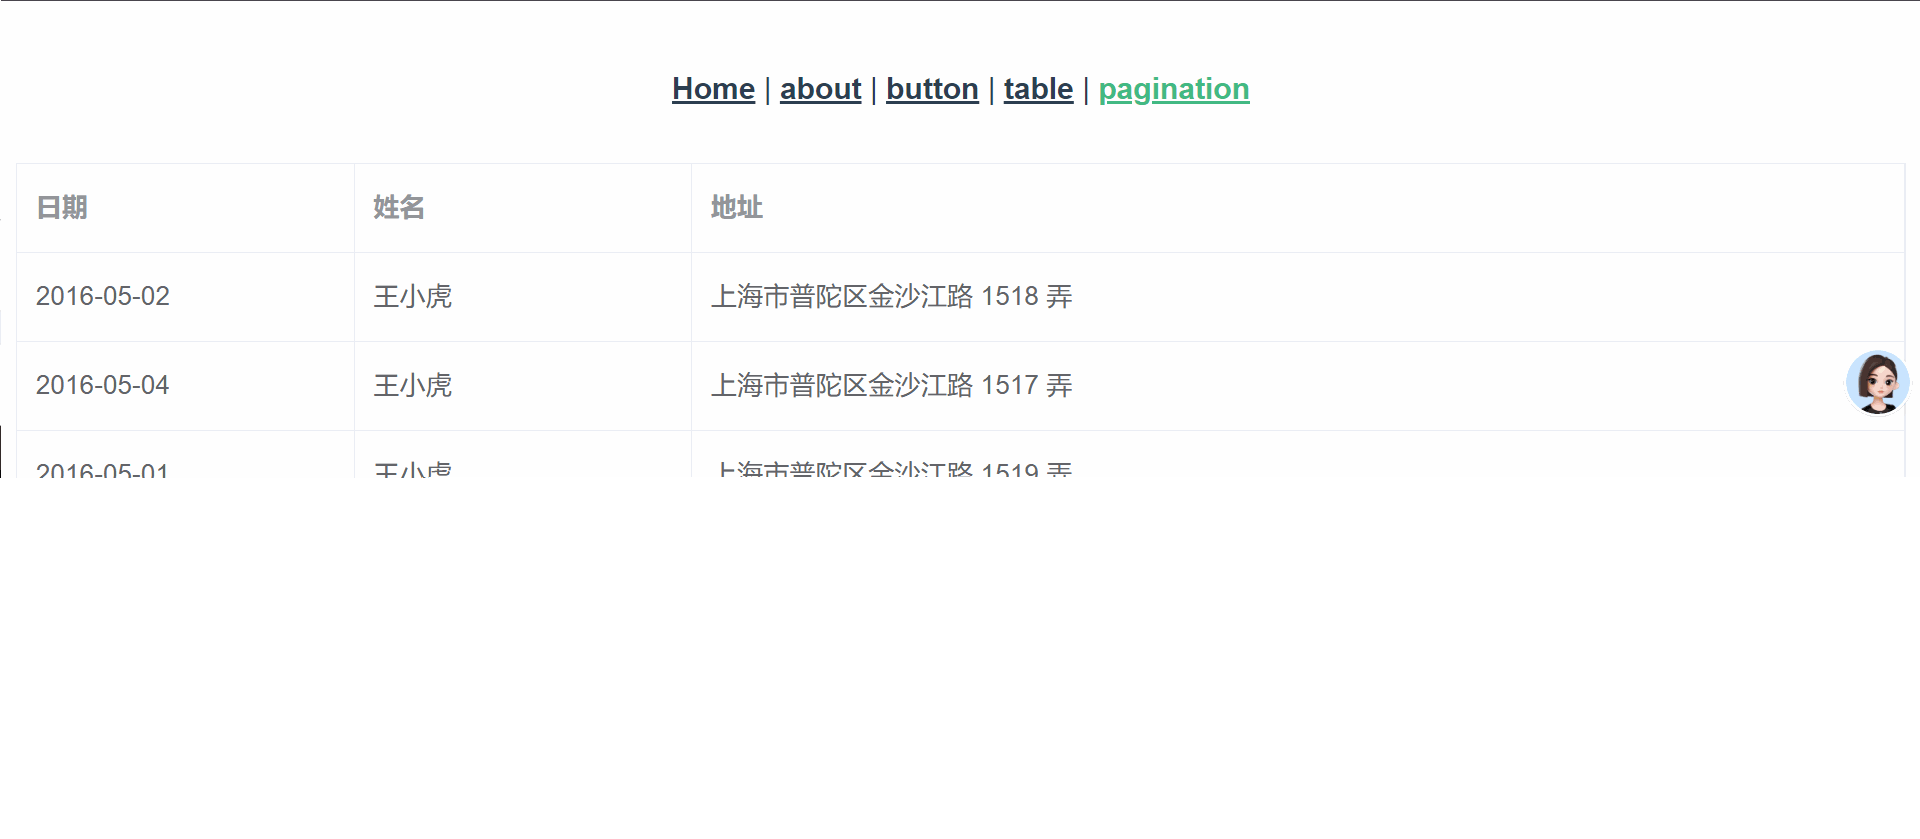 Home | about | button | table | pagination
日期 姓名 地址
2016-05-02 王小虎 上海市普陀区金沙江路 1518 弄
2016-05-04 王小虎 上海市普陀区金沙江路 1517 弄
2016-05-01 王小虎 上海市普陀区金沙江路 1519 弄